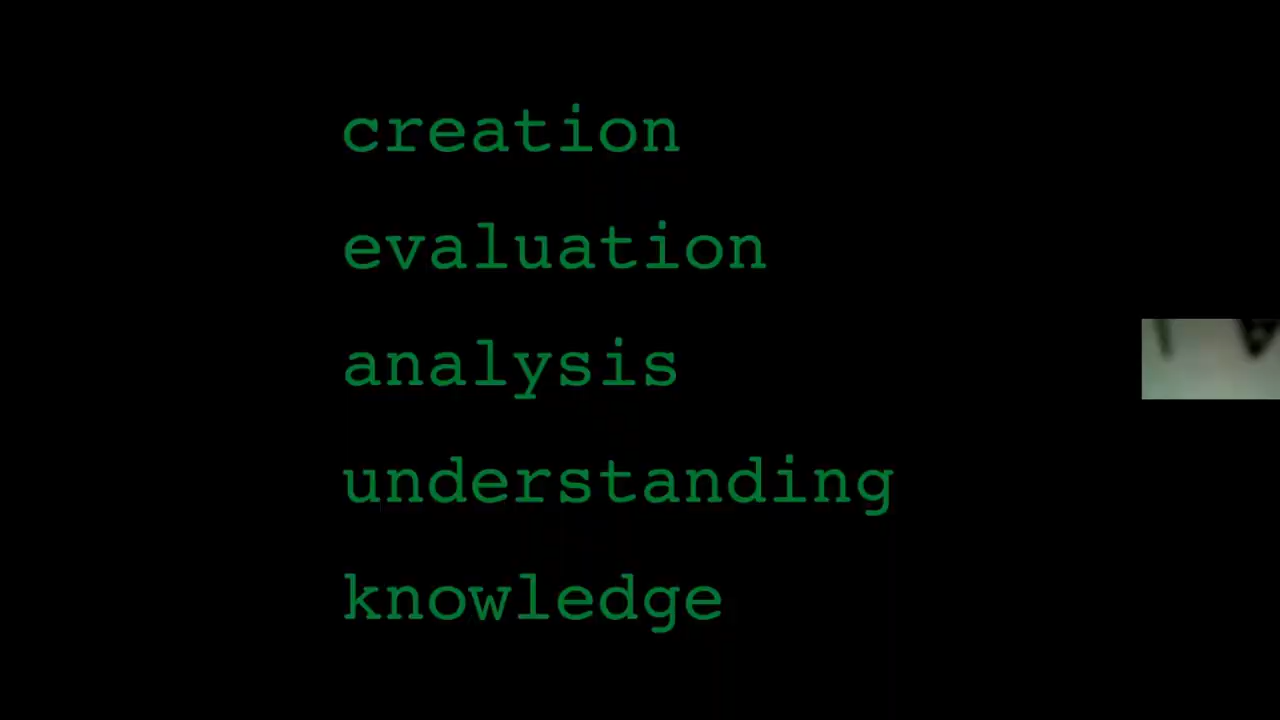 creation
evaluation
analysis
understanding
knowledge